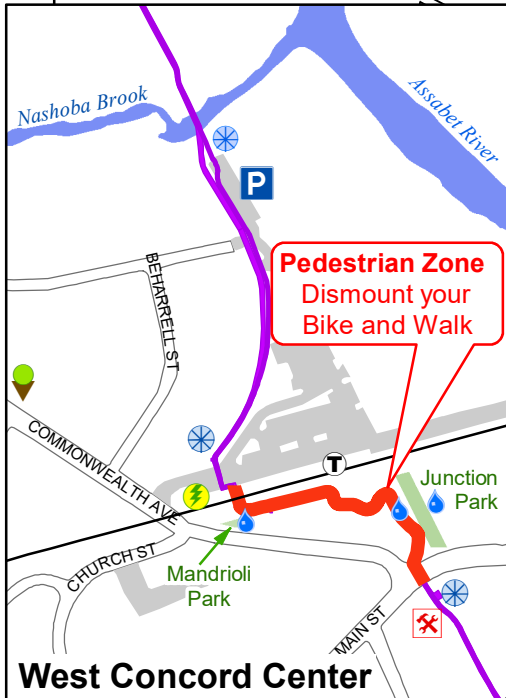 Nashoba Brook
Assabet River
P
Pedestrian Zone
Dismount your
Bike and Walk
BEHARRELL ST
COMMONWEALTH AVE
T
Junction
Park
CHURCH ST
Mandrioli
Park
MAIN ST
West Concord Center